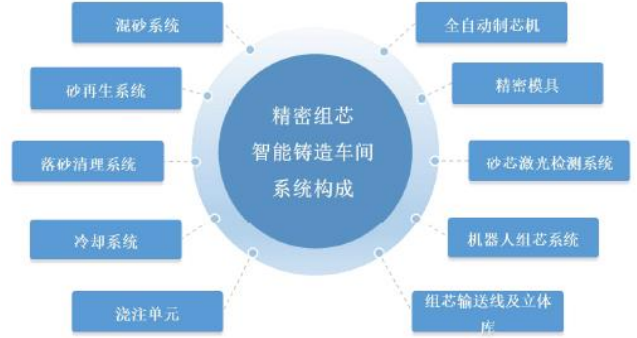 混砂系统
全自动制芯机
砂再生系统
精密模具
精密组芯
智能铸造车间
系统构成
落砂清理系统
砂芯激光检测系统
冷却系统
机器人组芯系统
浇注单元
组芯输送线及立体
库